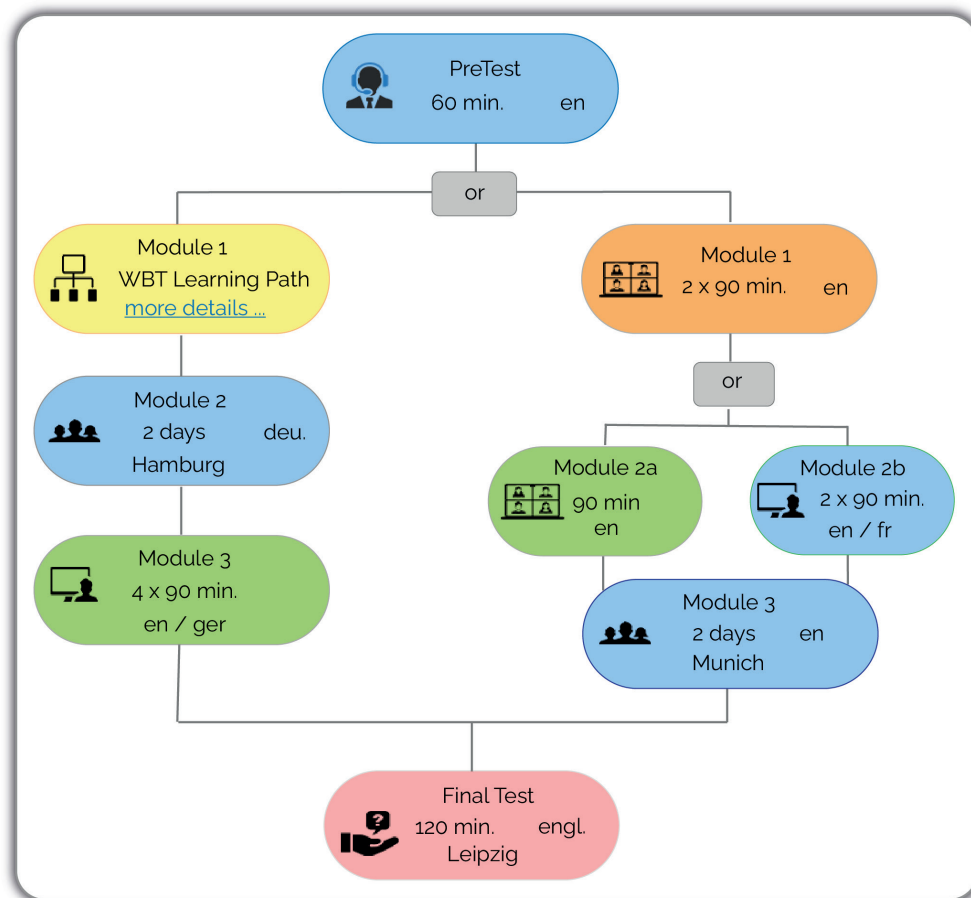 PreTest
60 min. en
or
Module 1
WBT Learning Path
more details ...
Module 1
2 x 90 min. en
Module 2
2 days deu.
Hamburg
or
Module 2a
90 min
en
Module 2b
2 x 90 min.
en / fr
Module 3
4 x 90 min.
en / ger
Module 3
2 days en
Munich
Final Test
?
120 min. engl.
Leipzig